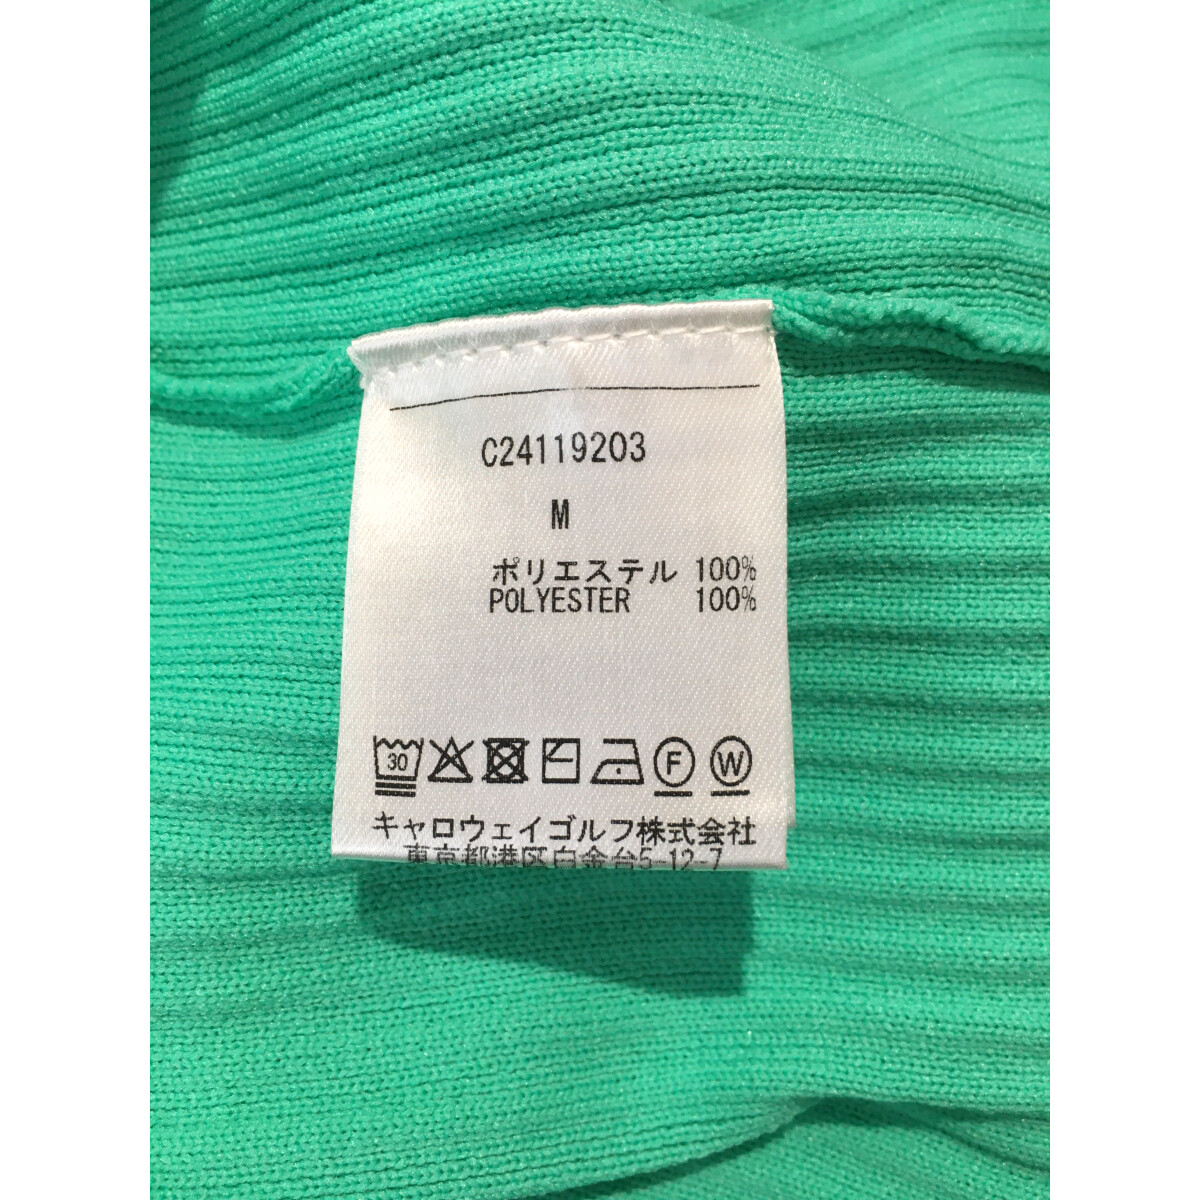 C24119203
M
ポリエステル 100%
POLYESTER 100%
30 F W
キャロウェイゴルフ株式会社
東京都港区白金台5-12-7